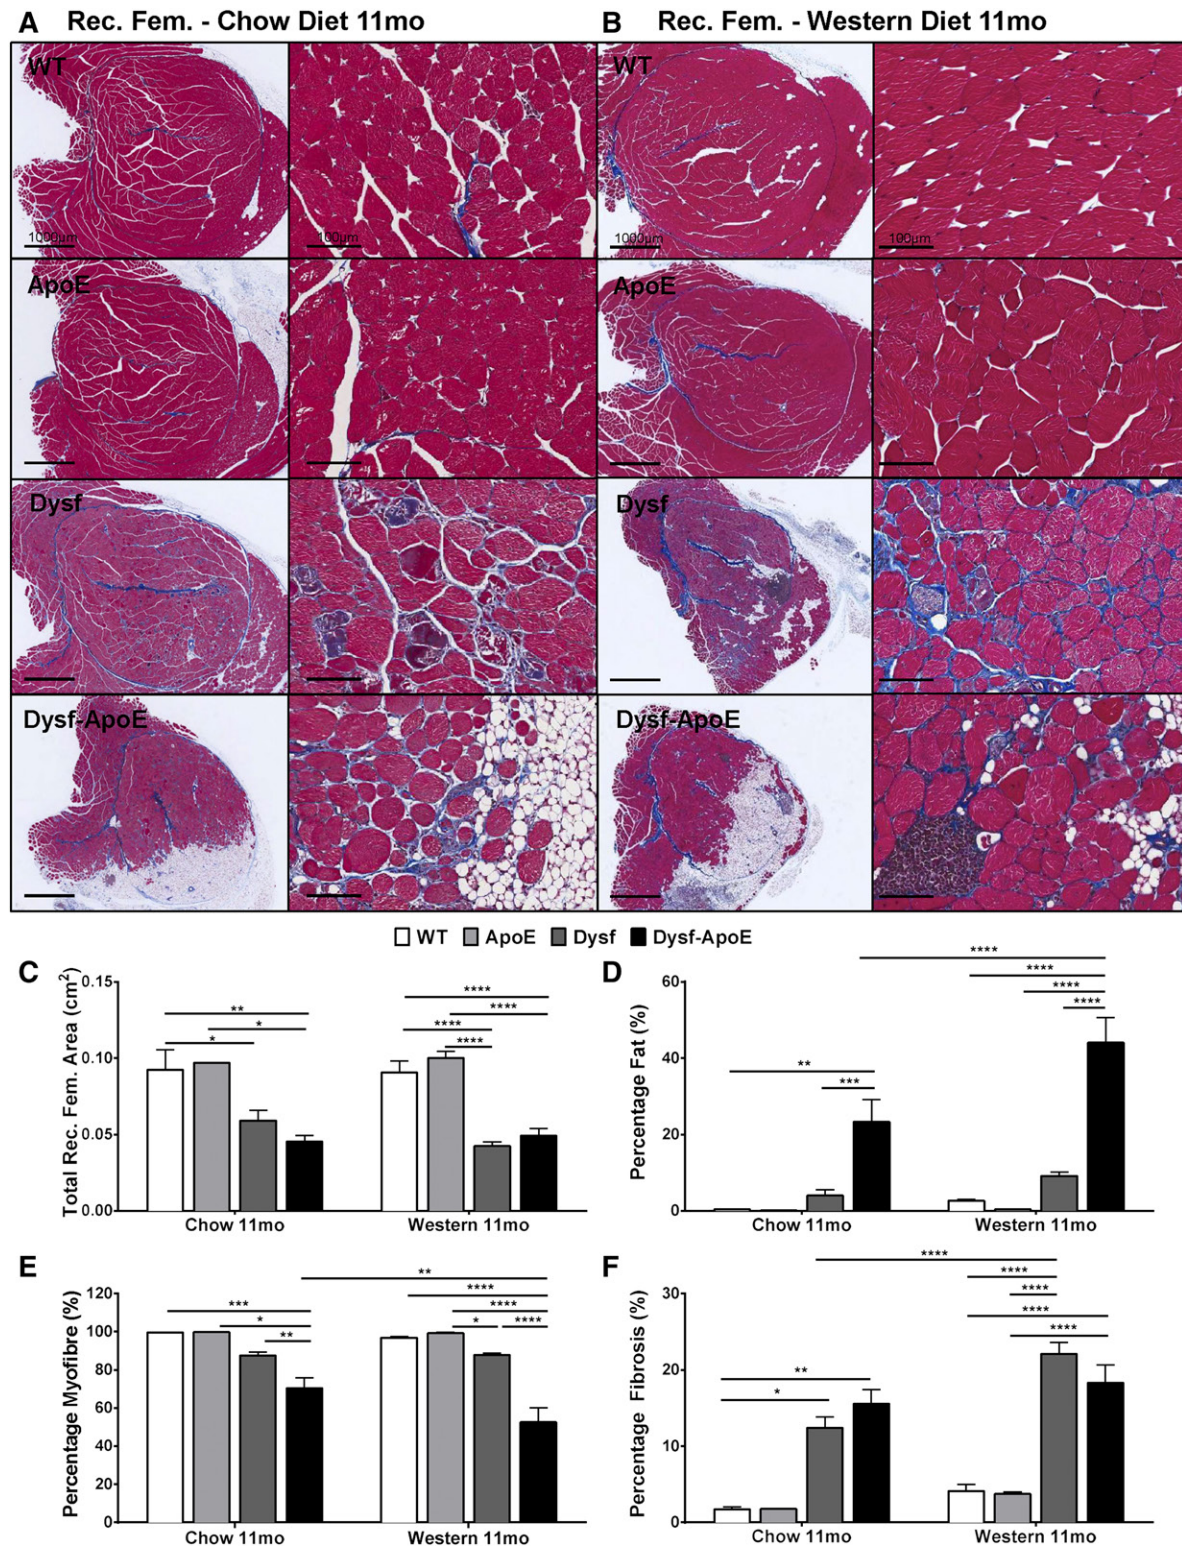 A Rec. Fem. - Chow Diet 11mo
B Rec. Fem. - Western Diet 11mo
WT
1000µm
100µm
WT
1000µm
100µm
ApoE
ApoE
Dysf
Dysf
Dysf-ApoE
Dysf-ApoE
WT ApoE Dysf Dysf-ApoE
C
Total Rec. Fem. Area (cm²)
0.15
0.10
0.05
0.00
**
*
*
****
****
****
****
Chow 11mo
Western 11mo
D
Percentage Fat (%)
60
40
20
0
**
***
****
****
****
****
Chow 11mo
Western 11mo
E
Percentage Myofibre (%)
120
100
80
60
40
20
0
***
*
**
**
****
****
*
****
Chow 11mo
Western 11mo
F
Percentage Fibrosis (%)
30
20
10
0
**
*
****
****
****
****
****
Chow 11mo
Western 11mo